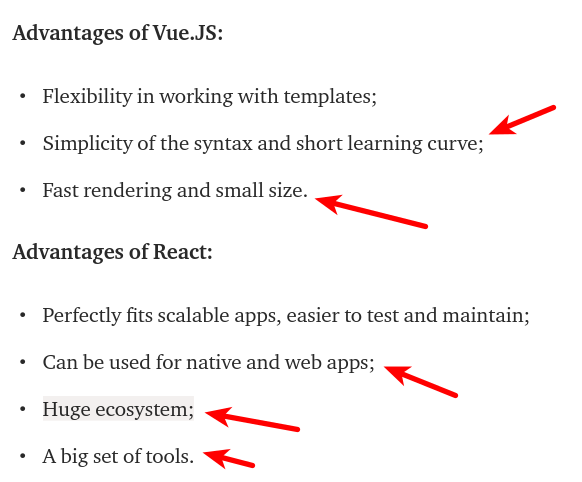 Advantages of Vue.JS:
• Flexibility in working with templates;
• Simplicity of the syntax and short learning curve;
• Fast rendering and small size.
Advantages of React:
• Perfectly fits scalable apps, easier to test and maintain;
• Can be used for native and web apps;
• Huge ecosystem;
• A big set of tools.